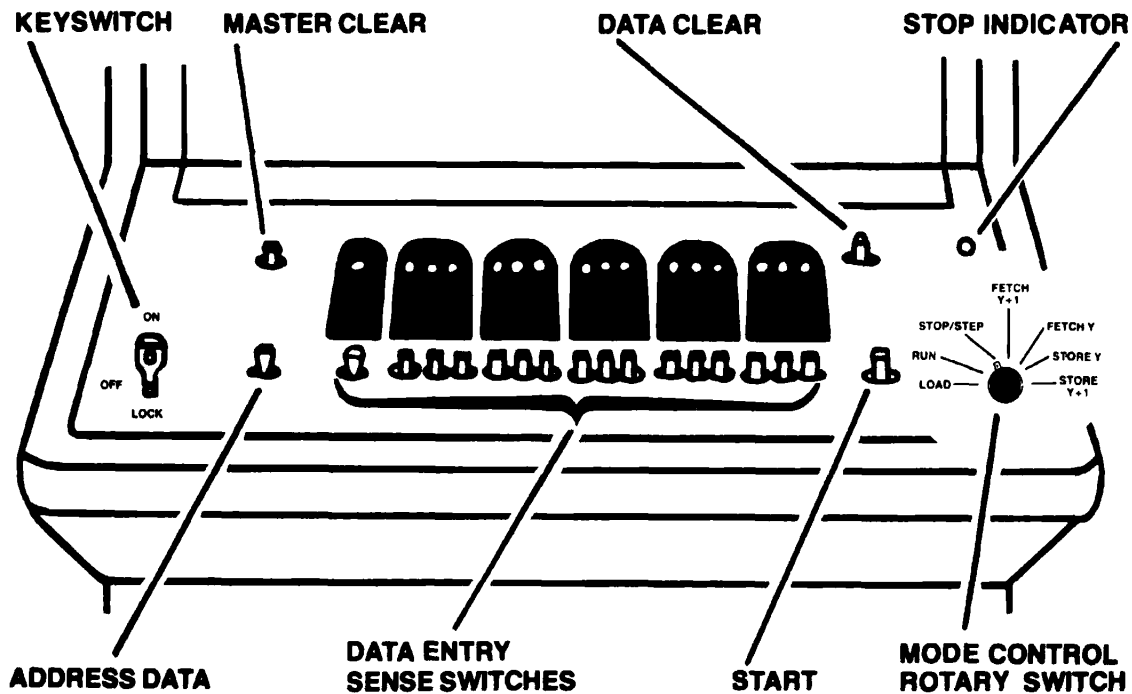 KEYSWITCH
MASTER CLEAR
DATA CLEAR
STOP INDICATOR
ON
OFF
LOCK
FETCH
Y+1
STOP/STEP
FETCH Y
RUN
STORE Y
LOAD
STORE
Y+1
ADDRESS DATA
DATA ENTRY
SENSE SWITCHES
START
MODE CONTROL
ROTARY SWITCH